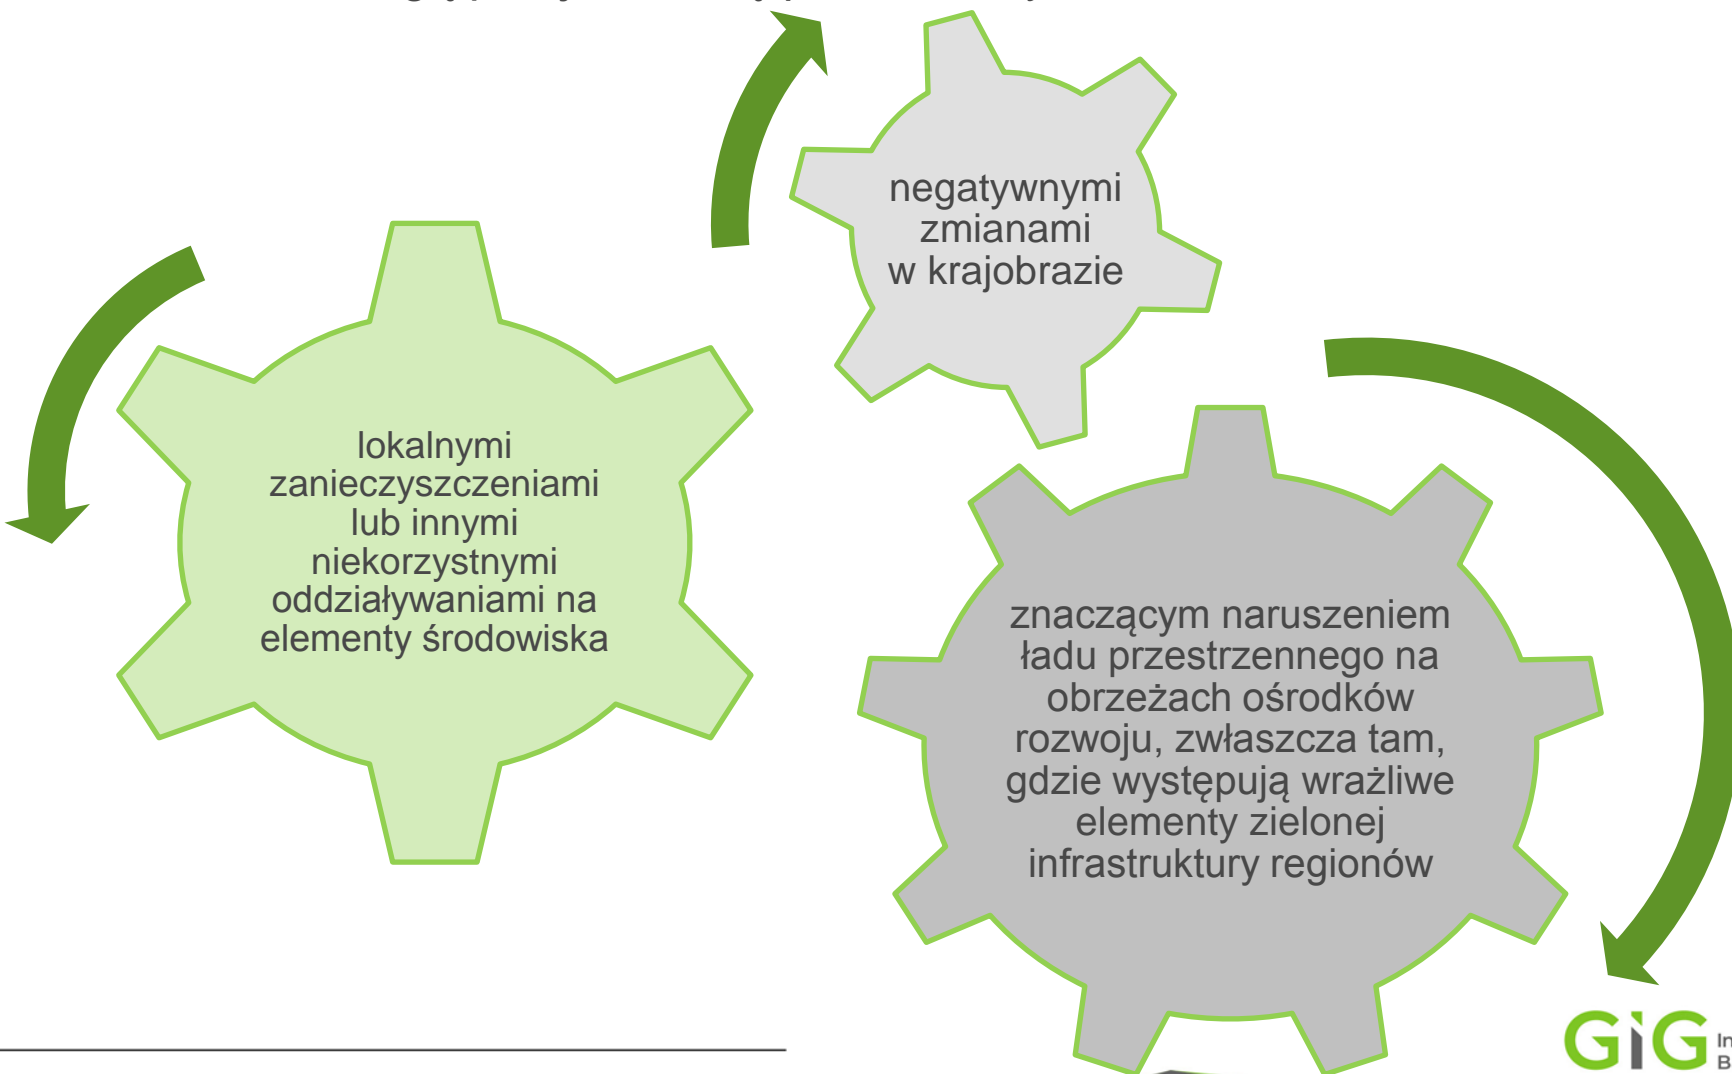 negatywnymi
zmianami
w krajobrazie
lokalnymi
zanieczyszczeniami
lub innymi
niekorzystnymi
oddziaływaniami na
elementy środowiska
znaczącym naruszeniem
ładu przestrzennego na
obrzeżach ośrodków
rozwoju, zwłaszcza tam,
gdzie występują wrażliwe
elementy zielonej
infrastruktury regionów
GiG